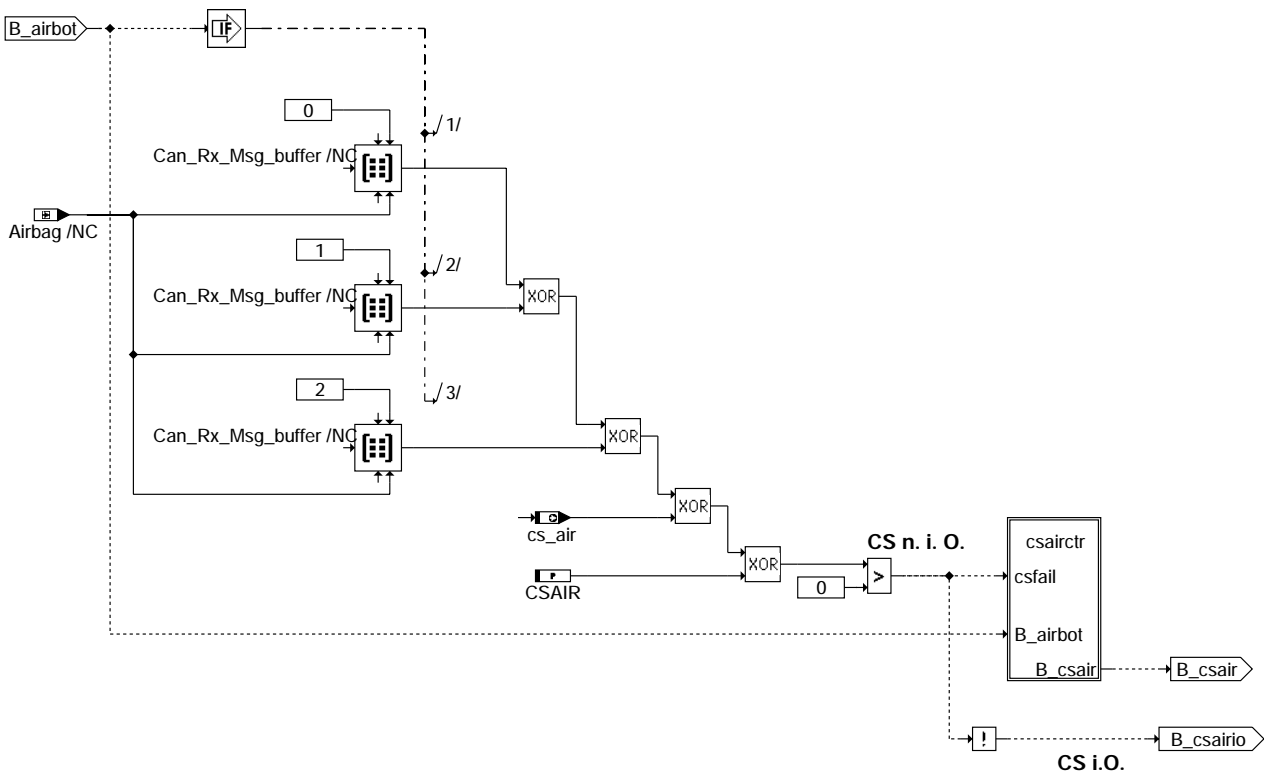 B_airbot
IF
/1/
0
Can_Rx_Msg_buffer /NC
Airbag /NC
/2/
1
Can_Rx_Msg_buffer /NC
XOR
/3/
2
Can_Rx_Msg_buffer /NC
XOR
XOR
cs_air
CS n. i. O.
XOR
>
0
P
CSAIR
csairctr
csfail
B_airbot
B_csair
B_csair
!
B_csairio
CS i.O.